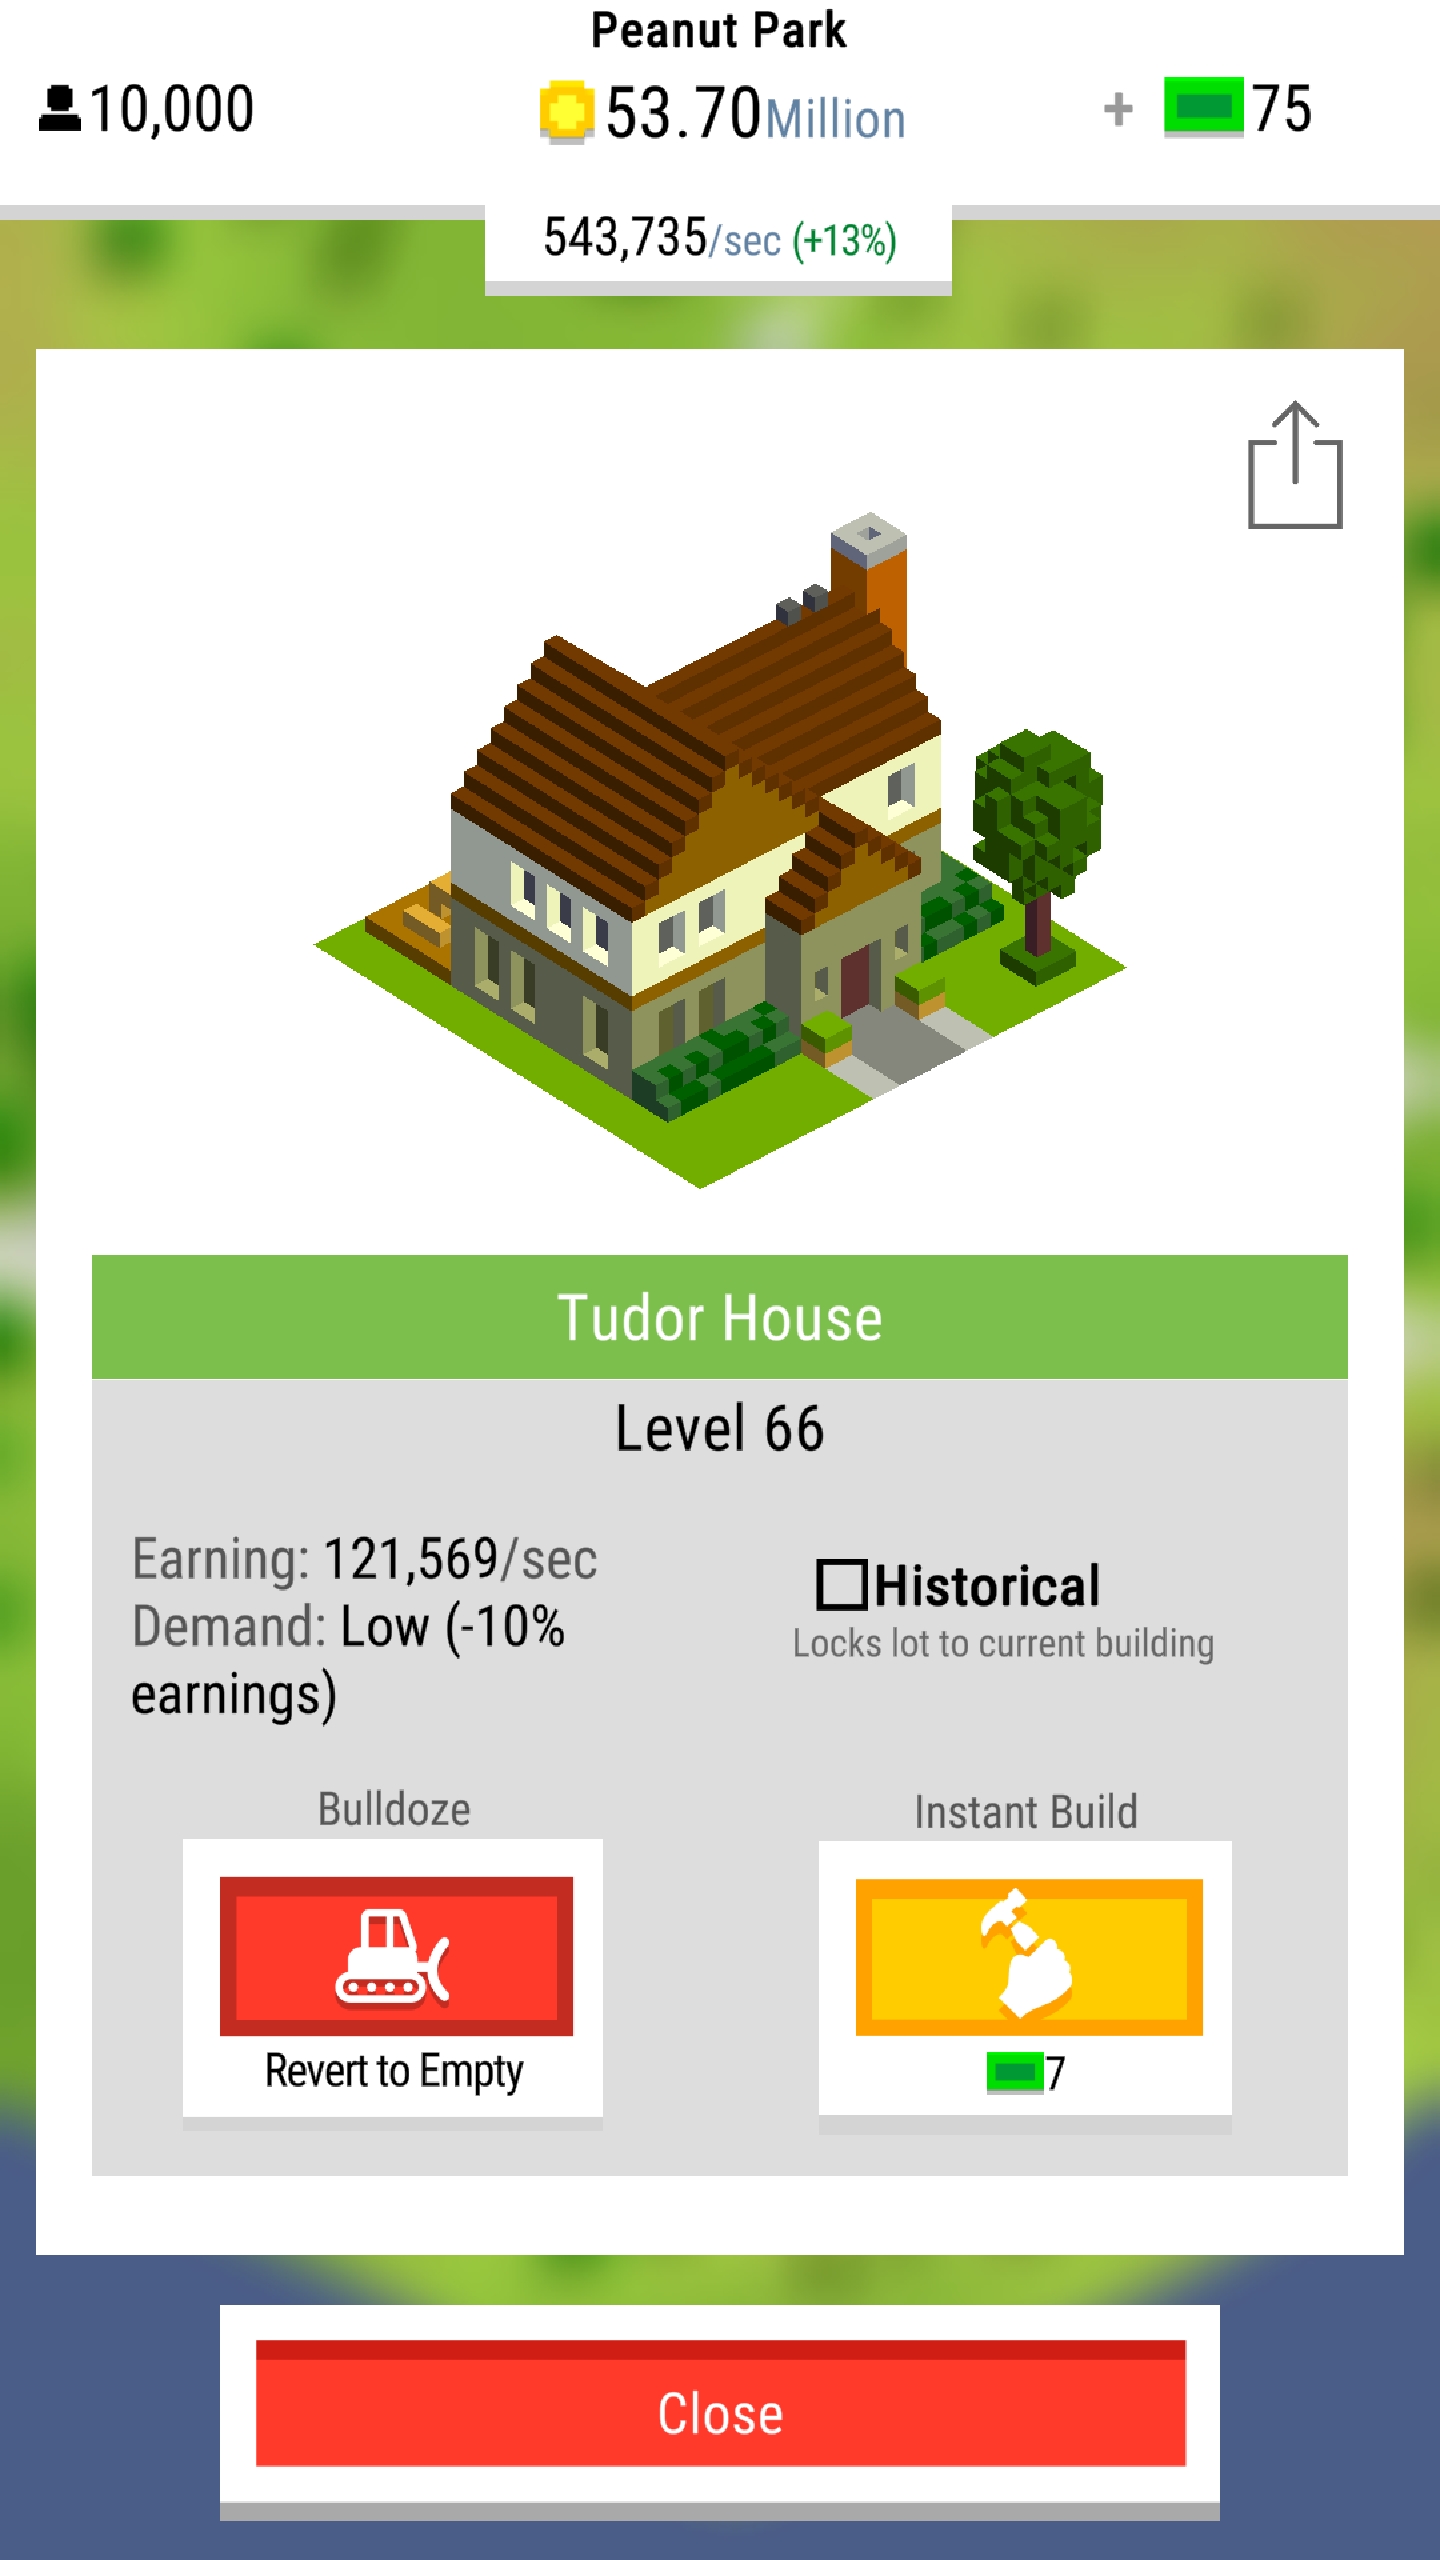 Peanut Park
10,000
53.70Million
+ 75
543,735/sec (+13%)
Tudor House
Level 66
Earning: 121,569/sec
Demand: Low (-10%
earnings)
Historical
Locks lot to current building
Bulldoze
Revert to Empty
Instant Build
7
Close